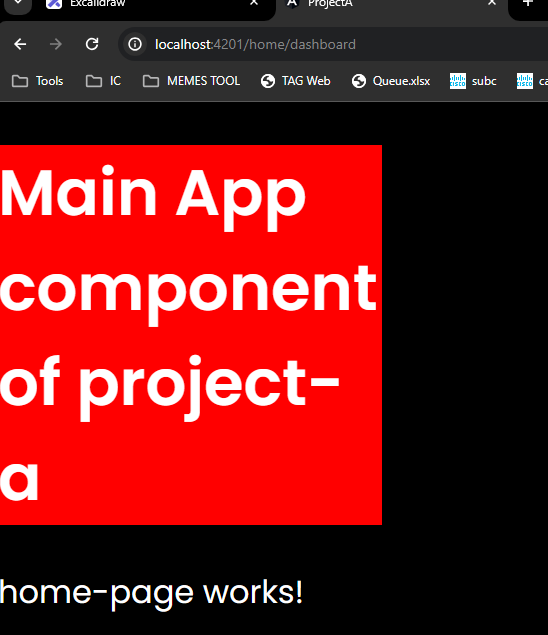 Excalidraw
ProjectA
localhost:4201/home/dashboard
Tools IC MEMES TOOL TAG Web Queue.xlsx subc ca
Main App
component
of project-
a
home-page works!